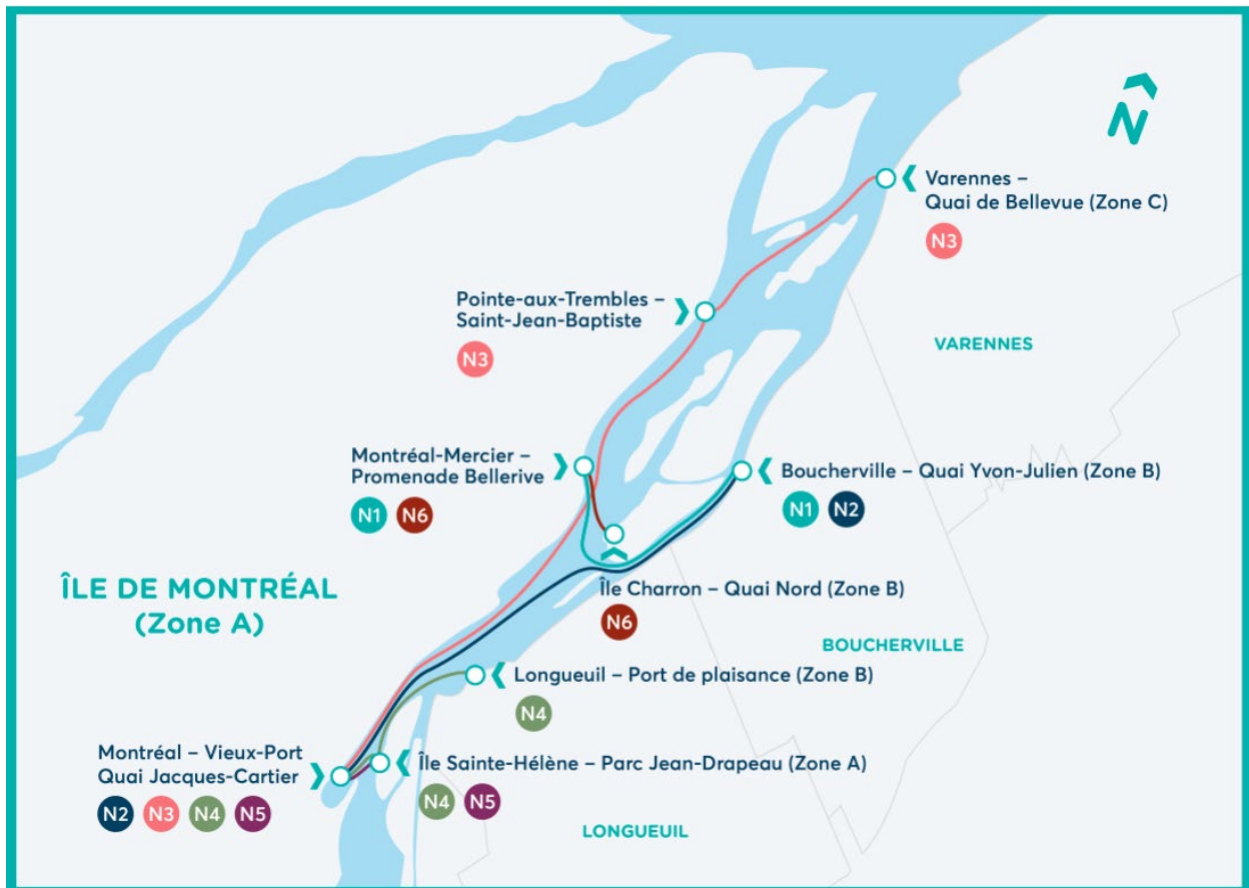 N
Varennes –
Quai de Bellevue (Zone C)
N3
Pointe-aux-Trembles –
Saint-Jean-Baptiste
N3
VARENNES
Montréal-Mercier –
Promenade Bellerive
N1 N6
Boucherville – Quai Yvon-Julien (Zone B)
N1 N2
ÎLE DE MONTRÉAL
(Zone A)
Île Charron – Quai Nord (Zone B)
N6
BOUCHERVILLE
Longueuil – Port de plaisance (Zone B)
N4
Montréal – Vieux-Port
Quai Jacques-Cartier
N2 N3 N4 N5
Île Sainte-Hélène – Parc Jean-Drapeau (Zone A)
N4 N5
LONGUEUIL